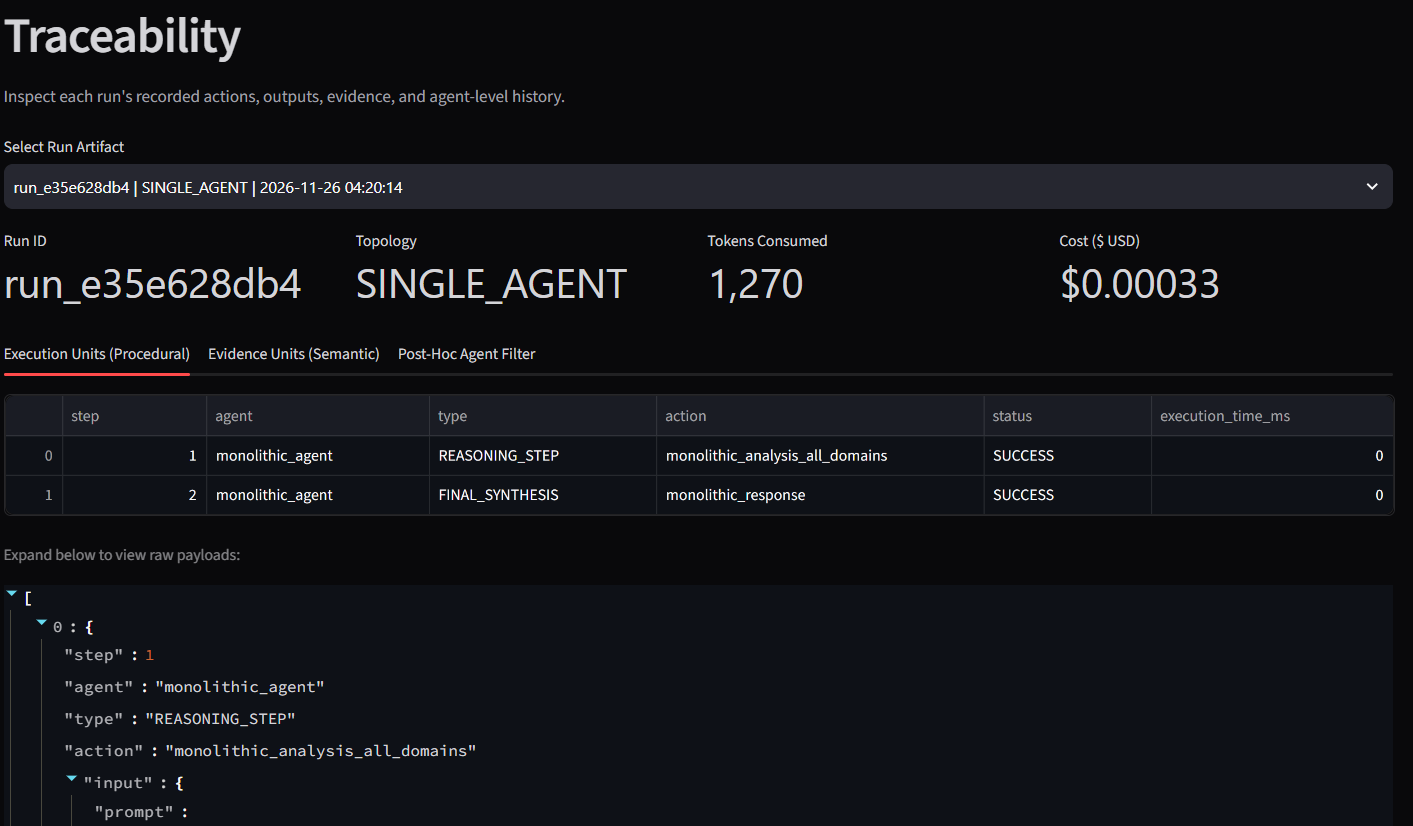 Traceability
Inspect each run's recorded actions, outputs, evidence, and agent-level history.
Select Run Artifact
run_e35e628db4 | SINGLE_AGENT | 2026-11-26 04:20:14
Run ID Topology Tokens Consumed Cost ($ USD)
run_e35e628db4 SINGLE_AGENT 1,270 $0.00033
Execution Units (Procedural) Evidence Units (Semantic) Post-Hoc Agent Filter
step agent type action status execution_time_ms
0 1 monolithic_agent REASONING_STEP monolithic_analysis_all_domains SUCCESS 0
1 2 monolithic_agent FINAL_SYNTHESIS monolithic_response SUCCESS 0
Expand below to view raw payloads:
[
0 : {
"step" : 1
"agent" : "monolithic_agent"
"type" : "REASONING_STEP"
"action" : "monolithic_analysis_all_domains"
"input" : {
"prompt" :